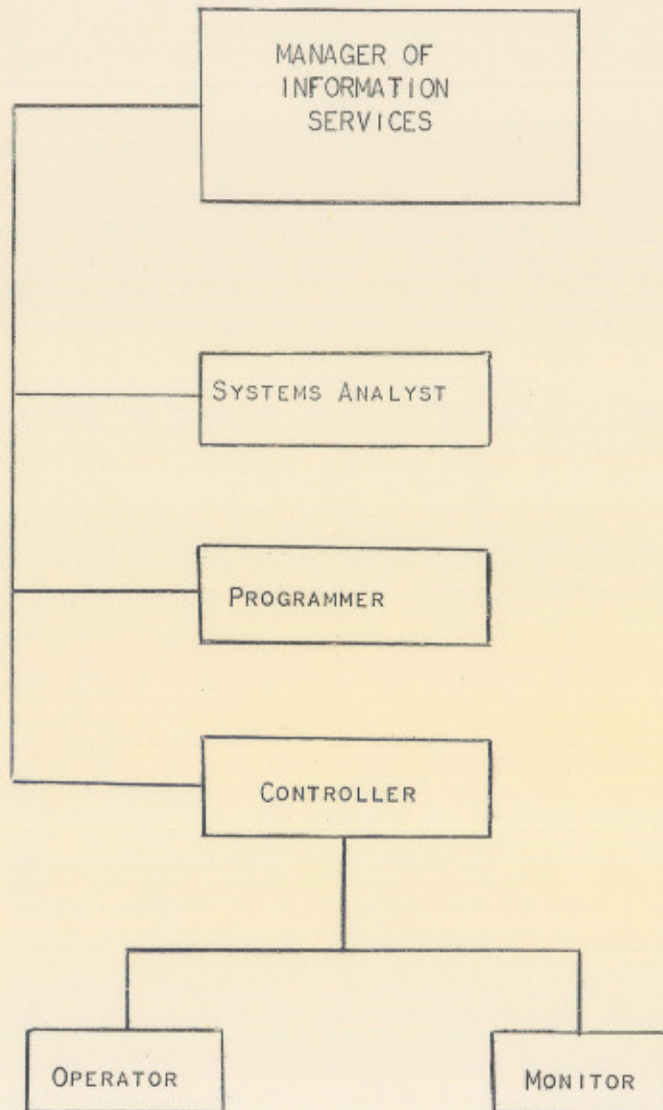 MANAGER OF
INFORMATION
SERVICES
SYSTEMS ANALYST
PROGRAMMER
CONTROLLER
OPERATOR
MONITOR